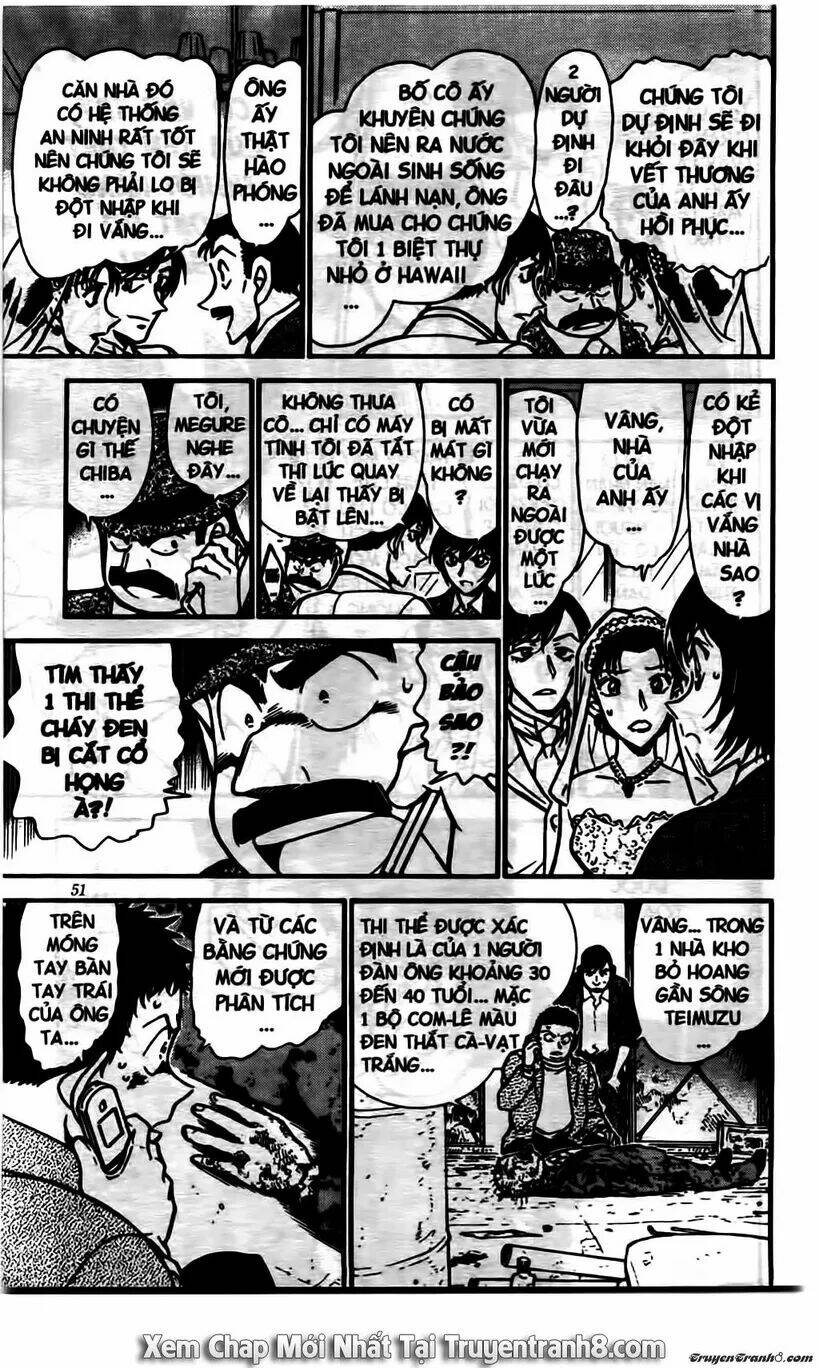 CHỨNG TÔI
DỰ ĐỊNH SẼ ĐI
KHỎI ĐÂY KHI
VẾT THƯƠNG
CỦA ANH ẤY
HỒI PHỤC...
2
NGƯỜI
DỰ
ĐỊNH
ĐI
ĐÂU
...?
BỐ CÔ ẤY
KHUYÊN CHÚNG
TÔI NÊN RA NƯỚC
NGOÀI SINH SỐNG
ĐỂ LÁNH NẠN, ÔNG
ĐÃ MUA CHO CHÚNG
TÔI 1 BIỆT THỰ
NHỎ Ở HAWAII
...
ÔNG
ẤY
THẬT
HÀO
PHÓNG
...
CĂN NHÀ ĐÓ
CÓ HỆ THỐNG
AN NINH RẤT TỐT
NÊN CHÚNG TÔI SẼ
KHÔNG PHẢI LO BỊ
ĐỘT NHẬP KHI
ĐI VẮNG...
CÓ KẺ
ĐỘT
NHẬP
KHI
CÁC VỊ
VẮNG
NHÀ
SAO
?
VÂNG,
NHÀ
CỦA
ANH ẤY
...
TÔI
VỪA
MỚI
CHẠY
RA
NGOÀI
ĐƯỢC
MỘT
LÚC
...
CÓ
BỊ MẤT
MÁT GÌ
KHÔNG
?
KHÔNG THƯA
CÔ... CHỈ CÓ MÁY
TÍNH TÔI ĐÃ TẮT
THÌ LÚC QUAY
VỀ LẠI THẤY BỊ
BẬT LÊN...
TÔI,
MEGURE
NGHE
ĐÂY...
CÓ
CHUYỆN
GÌ THẾ
CHIBA
...
CẬU
BẢO
SAO
?!
TÌM THẤY
1 THI THỂ
CHÁY ĐEN
BỊ CẮT CỔ
HỌNG
À?!
51
VÂNG... TRONG
1 NHÀ KHO
BỎ HOANG
GẦN SÔNG
TEIMUZU
...
THI THỂ ĐƯỢC XÁC
ĐỊNH LÀ CỦA 1 NGƯỜI
ĐÀN ÔNG KHOẢNG 30
ĐẾN 40 TUỔI... MẶC
1 BỘ COM-LÊ MÀU
ĐEN THẮT CÀ-VẠT
TRẮNG...
VÀ TỪ CÁC
BẰNG CHỨNG
MỚI ĐƯỢC
PHÂN TÍCH
...
TRÊN
MÓNG
TAY BÀN
TAY TRÁI
CỦA ÔNG
TA...
Xem Chap Mới Nhất Tại Truyentranh8.com
TruyenTranh8.com